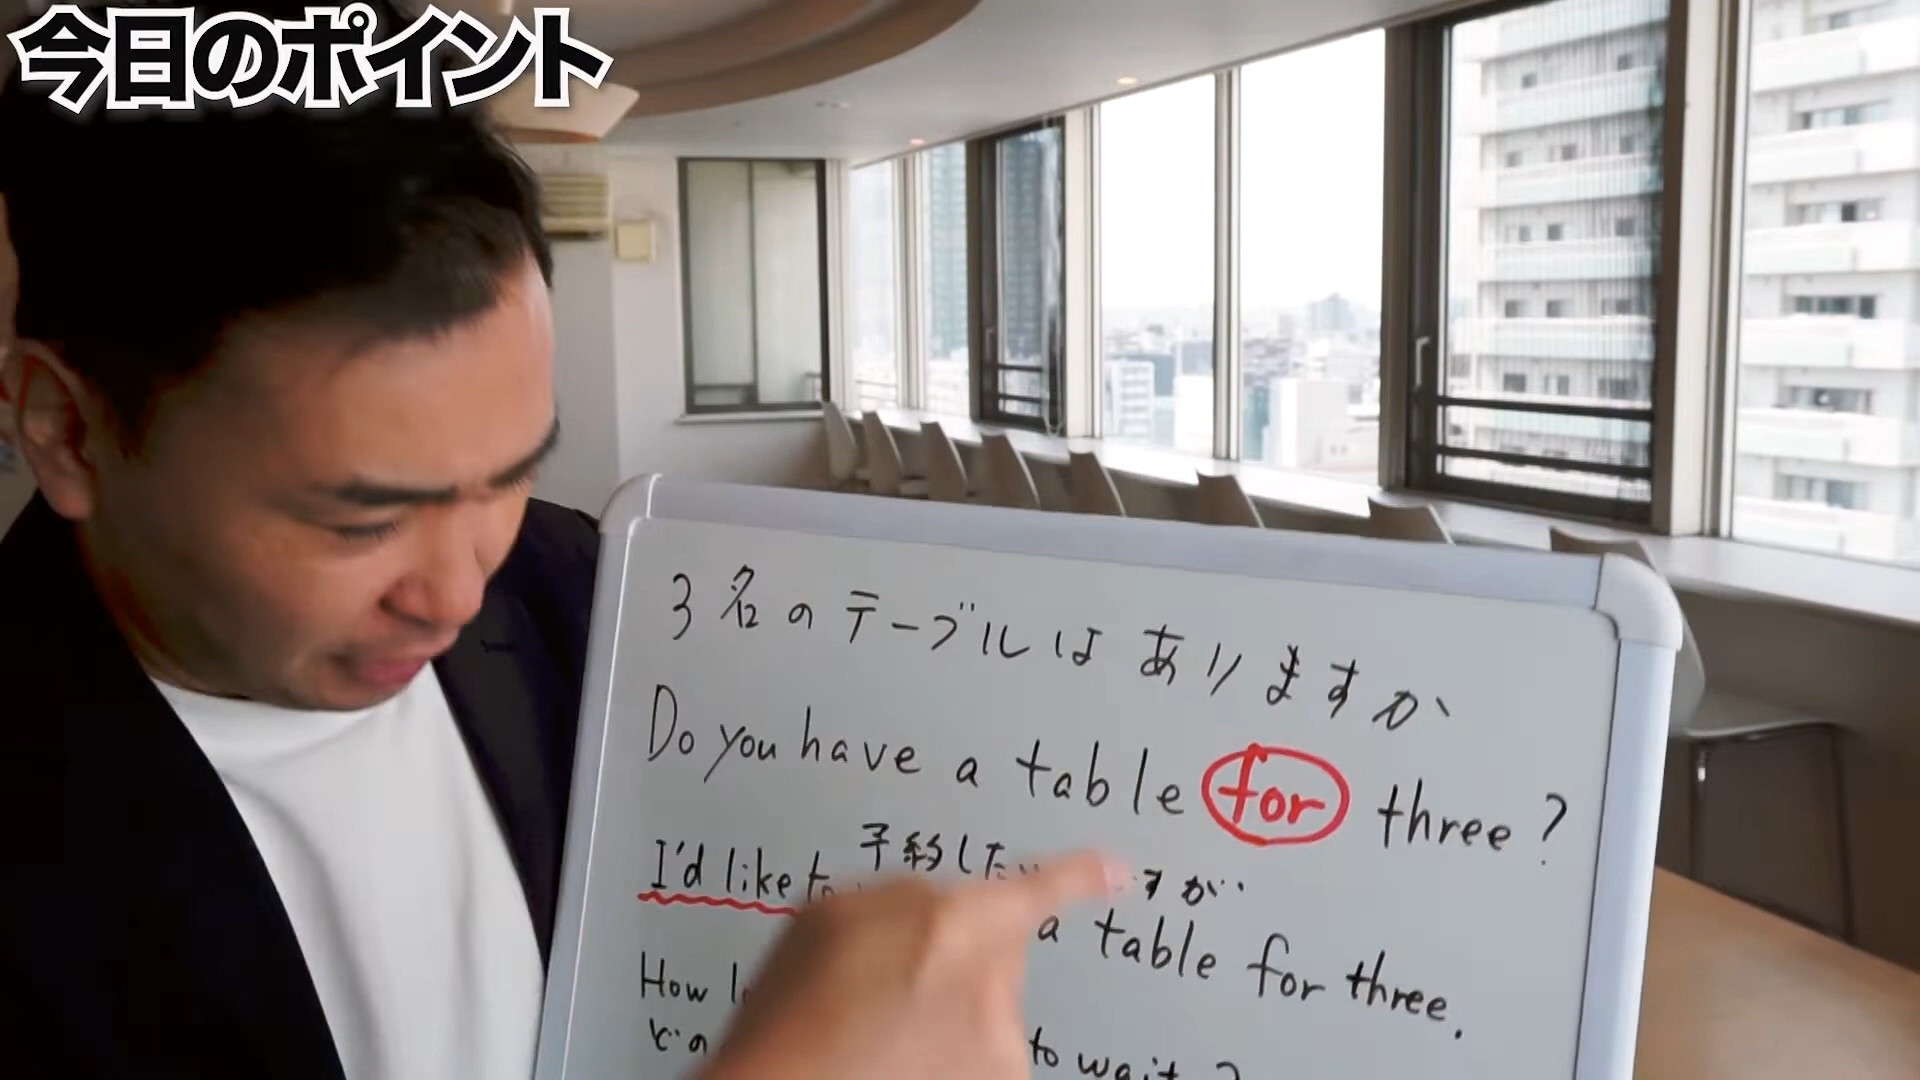 今日のポイント
3名のテーブルはありますか
Do you have a table for three?
予約した すが
I'd like to a table for three.
How
to wait?
どの